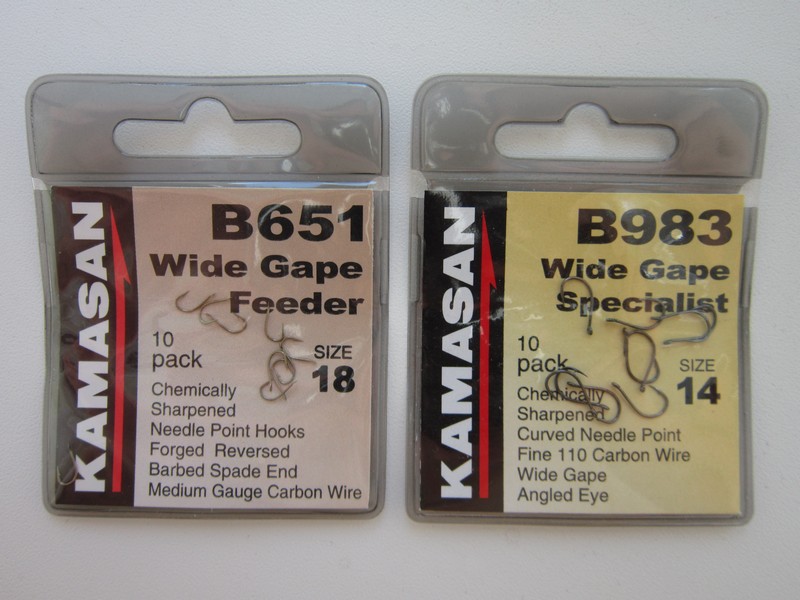 KAMASAN
B651
Wide Gape
Feeder
10
pack
SIZE
18
Chemically
Sharpened
Needle Point Hooks
Forged Reversed
Barbed Spade End
Medium Gauge Carbon Wire
KAMASAN
B983
Wide Gape
Specialist
10
pack
SIZE
14
Chemically
Sharpened
Curved Needle Point
Fine 110 Carbon Wire
Wide Gape
Angled Eye